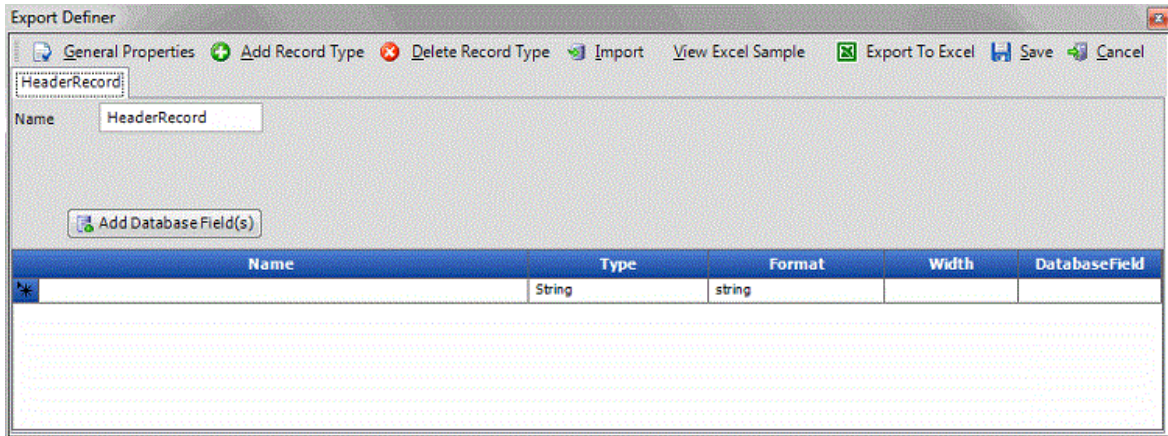 Export Definer
General Properties Add Record Type Delete Record Type Import View Excel Sample Export To Excel Save Cancel
HeaderRecord
Name HeaderRecord
Add Database Field(s)
Name Type Format Width DatabaseField
String string